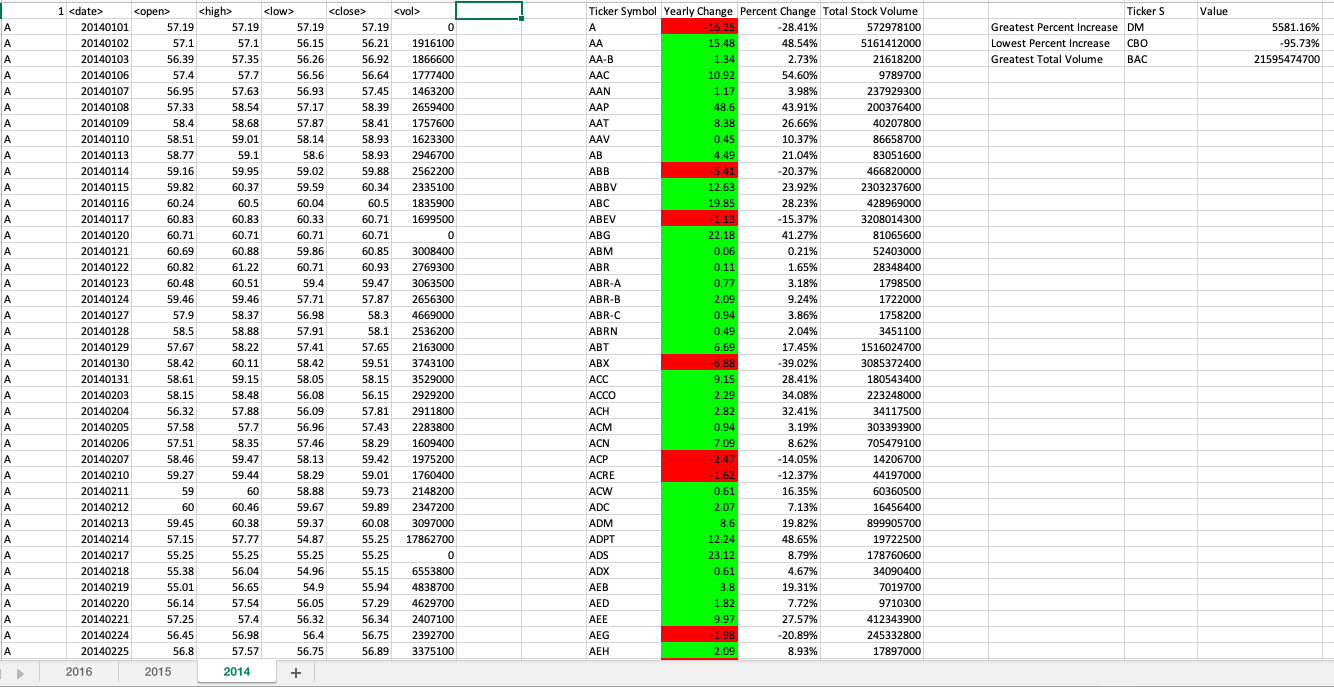 1 <date> <open> <high> <low> <close> <vol> Ticker Symbol Yearly Change Percent Change Total Stock Volume Ticker S Value
A 20140101 57.19 57.19 57.19 57.19 0 A -16.25 -28.41% 572978100 Greatest Percent Increase DM 5581.16%
A 20140102 57.1 57.1 56.15 56.21 1916100 AA 15.48 48.54% 5161412000 Lowest Percent Increase CBO -95.73%
A 20140103 56.39 57.35 56.26 56.92 1866600 AA-B 1.34 2.73% 21618200 Greatest Total Volume BAC 21595474700
A 20140106 57.4 57.7 56.56 56.64 1777400 AAC 10.92 54.60% 9789700
A 20140107 56.95 57.63 56.93 57.45 1463200 AAN 1.17 3.98% 237929300
A 20140108 57.33 58.54 57.17 58.39 2659400 AAP 48.6 43.91% 200376400
A 20140109 58.4 58.68 57.87 58.41 1757600 AAT 8.38 26.66% 40207800
A 20140110 58.51 59.01 58.14 58.93 1623300 AAV 0.45 10.37% 86658700
A 20140113 58.77 59.1 58.6 58.93 2946700 AB 4.49 21.04% 83051600
A 20140114 59.16 59.95 59.02 59.88 2562200 ABB -5.41 -20.37% 466820000
A 20140115 59.82 60.37 59.59 60.34 2335100 ABBV 12.63 23.92% 2303237600
A 20140116 60.24 60.5 60.04 60.5 1835900 ABC 19.85 28.23% 428969000
A 20140117 60.83 60.83 60.33 60.71 1699500 ABEV -1.13 -15.37% 3208014300
A 20140120 60.71 60.71 60.71 60.71 0 ABG 22.18 41.27% 81065600
A 20140121 60.69 60.88 59.86 60.85 3008400 ABM 0.06 0.21% 52403000
A 20140122 60.82 61.22 60.71 60.93 2769300 ABR 0.11 1.65% 28348400
A 20140123 60.48 60.51 59.4 59.47 3063500 ABR-A 0.77 3.18% 1798500
A 20140124 59.46 59.46 57.71 57.87 2656300 ABR-B 2.09 9.24% 1722000
A 20140127 57.9 58.37 56.98 58.3 4669000 ABR-C 0.94 3.86% 1758200
A 20140128 58.5 58.88 57.91 58.1 2536200 ABRN 0.49 2.04% 3451100
A 20140129 57.67 58.22 57.41 57.65 2163000 ABT 6.69 17.45% 1516024700
A 20140130 58.42 60.11 58.42 59.51 3743100 ABX -6.88 -39.02% 3085372400
A 20140131 58.61 59.15 58.05 58.15 3529000 ACC 9.15 28.41% 180543400
A 20140203 58.15 58.48 56.08 56.15 2929200 ACCO 2.29 34.08% 223248000
A 20140204 56.32 57.88 56.09 57.81 2911800 ACH 2.82 32.41% 34117500
A 20140205 57.58 57.7 56.96 57.43 2283800 ACM 0.94 3.19% 303393900
A 20140206 57.51 58.35 57.46 58.29 1609400 ACN 7.09 8.62% 705479100
A 20140207 58.46 59.47 58.13 59.42 1975200 ACP -2.47 -14.05% 14206700
A 20140210 59.27 59.44 58.29 59.01 1760400 ACRE -1.62 -12.37% 44197000
A 20140211 59 60 58.88 59.73 2148200 ACW 0.61 16.35% 60360500
A 20140212 60 60.46 59.67 59.89 2347200 ADC 2.07 7.13% 16456400
A 20140213 59.45 60.38 59.37 60.08 3097000 ADM 8.6 19.82% 899905700
A 20140214 57.15 57.77 54.87 55.25 17862700 ADPT 12.24 48.65% 19722500
A 20140217 55.25 55.25 55.25 55.25 0 ADS 23.12 8.79% 178760600
A 20140218 55.38 56.04 54.96 55.15 6553800 ADX 0.61 4.67% 34090400
A 20140219 55.01 56.65 54.9 55.94 4838700 AEB 3.8 19.31% 7019700
A 20140220 56.14 57.54 56.05 57.29 4629700 AED 1.82 7.72% 9710300
A 20140221 57.25 57.4 56.32 56.34 2407100 AEE 9.97 27.57% 412343900
A 20140224 56.45 56.98 56.4 56.75 2392700 AEG -1.98 -20.89% 245332800
A 20140225 56.8 57.57 56.75 56.89 3375100 AEH 2.09 8.93% 17897000
2016 2015 2014 +